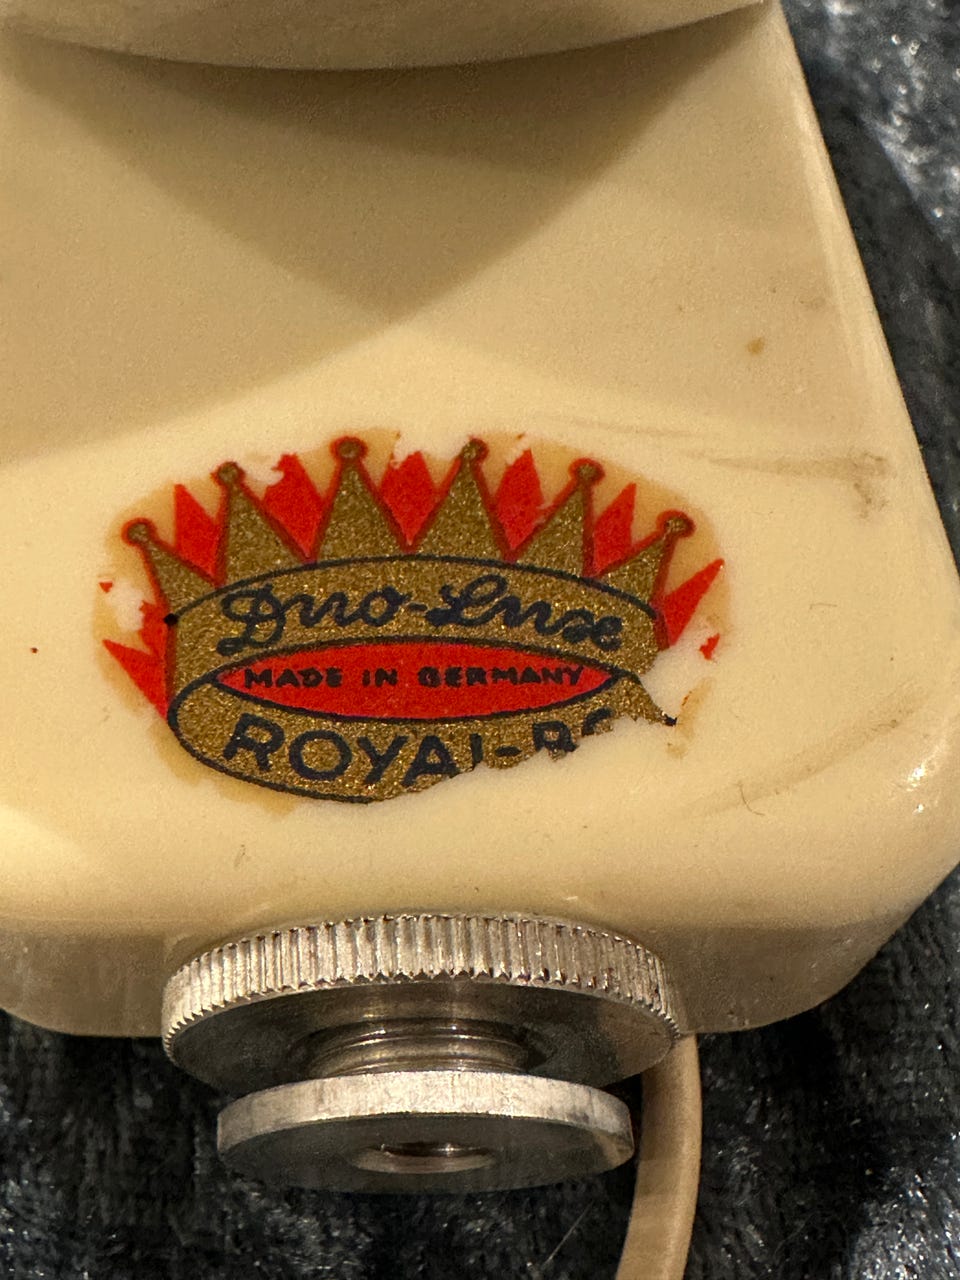 Duo-Luxe
MADE IN GERMANY
ROYAL-